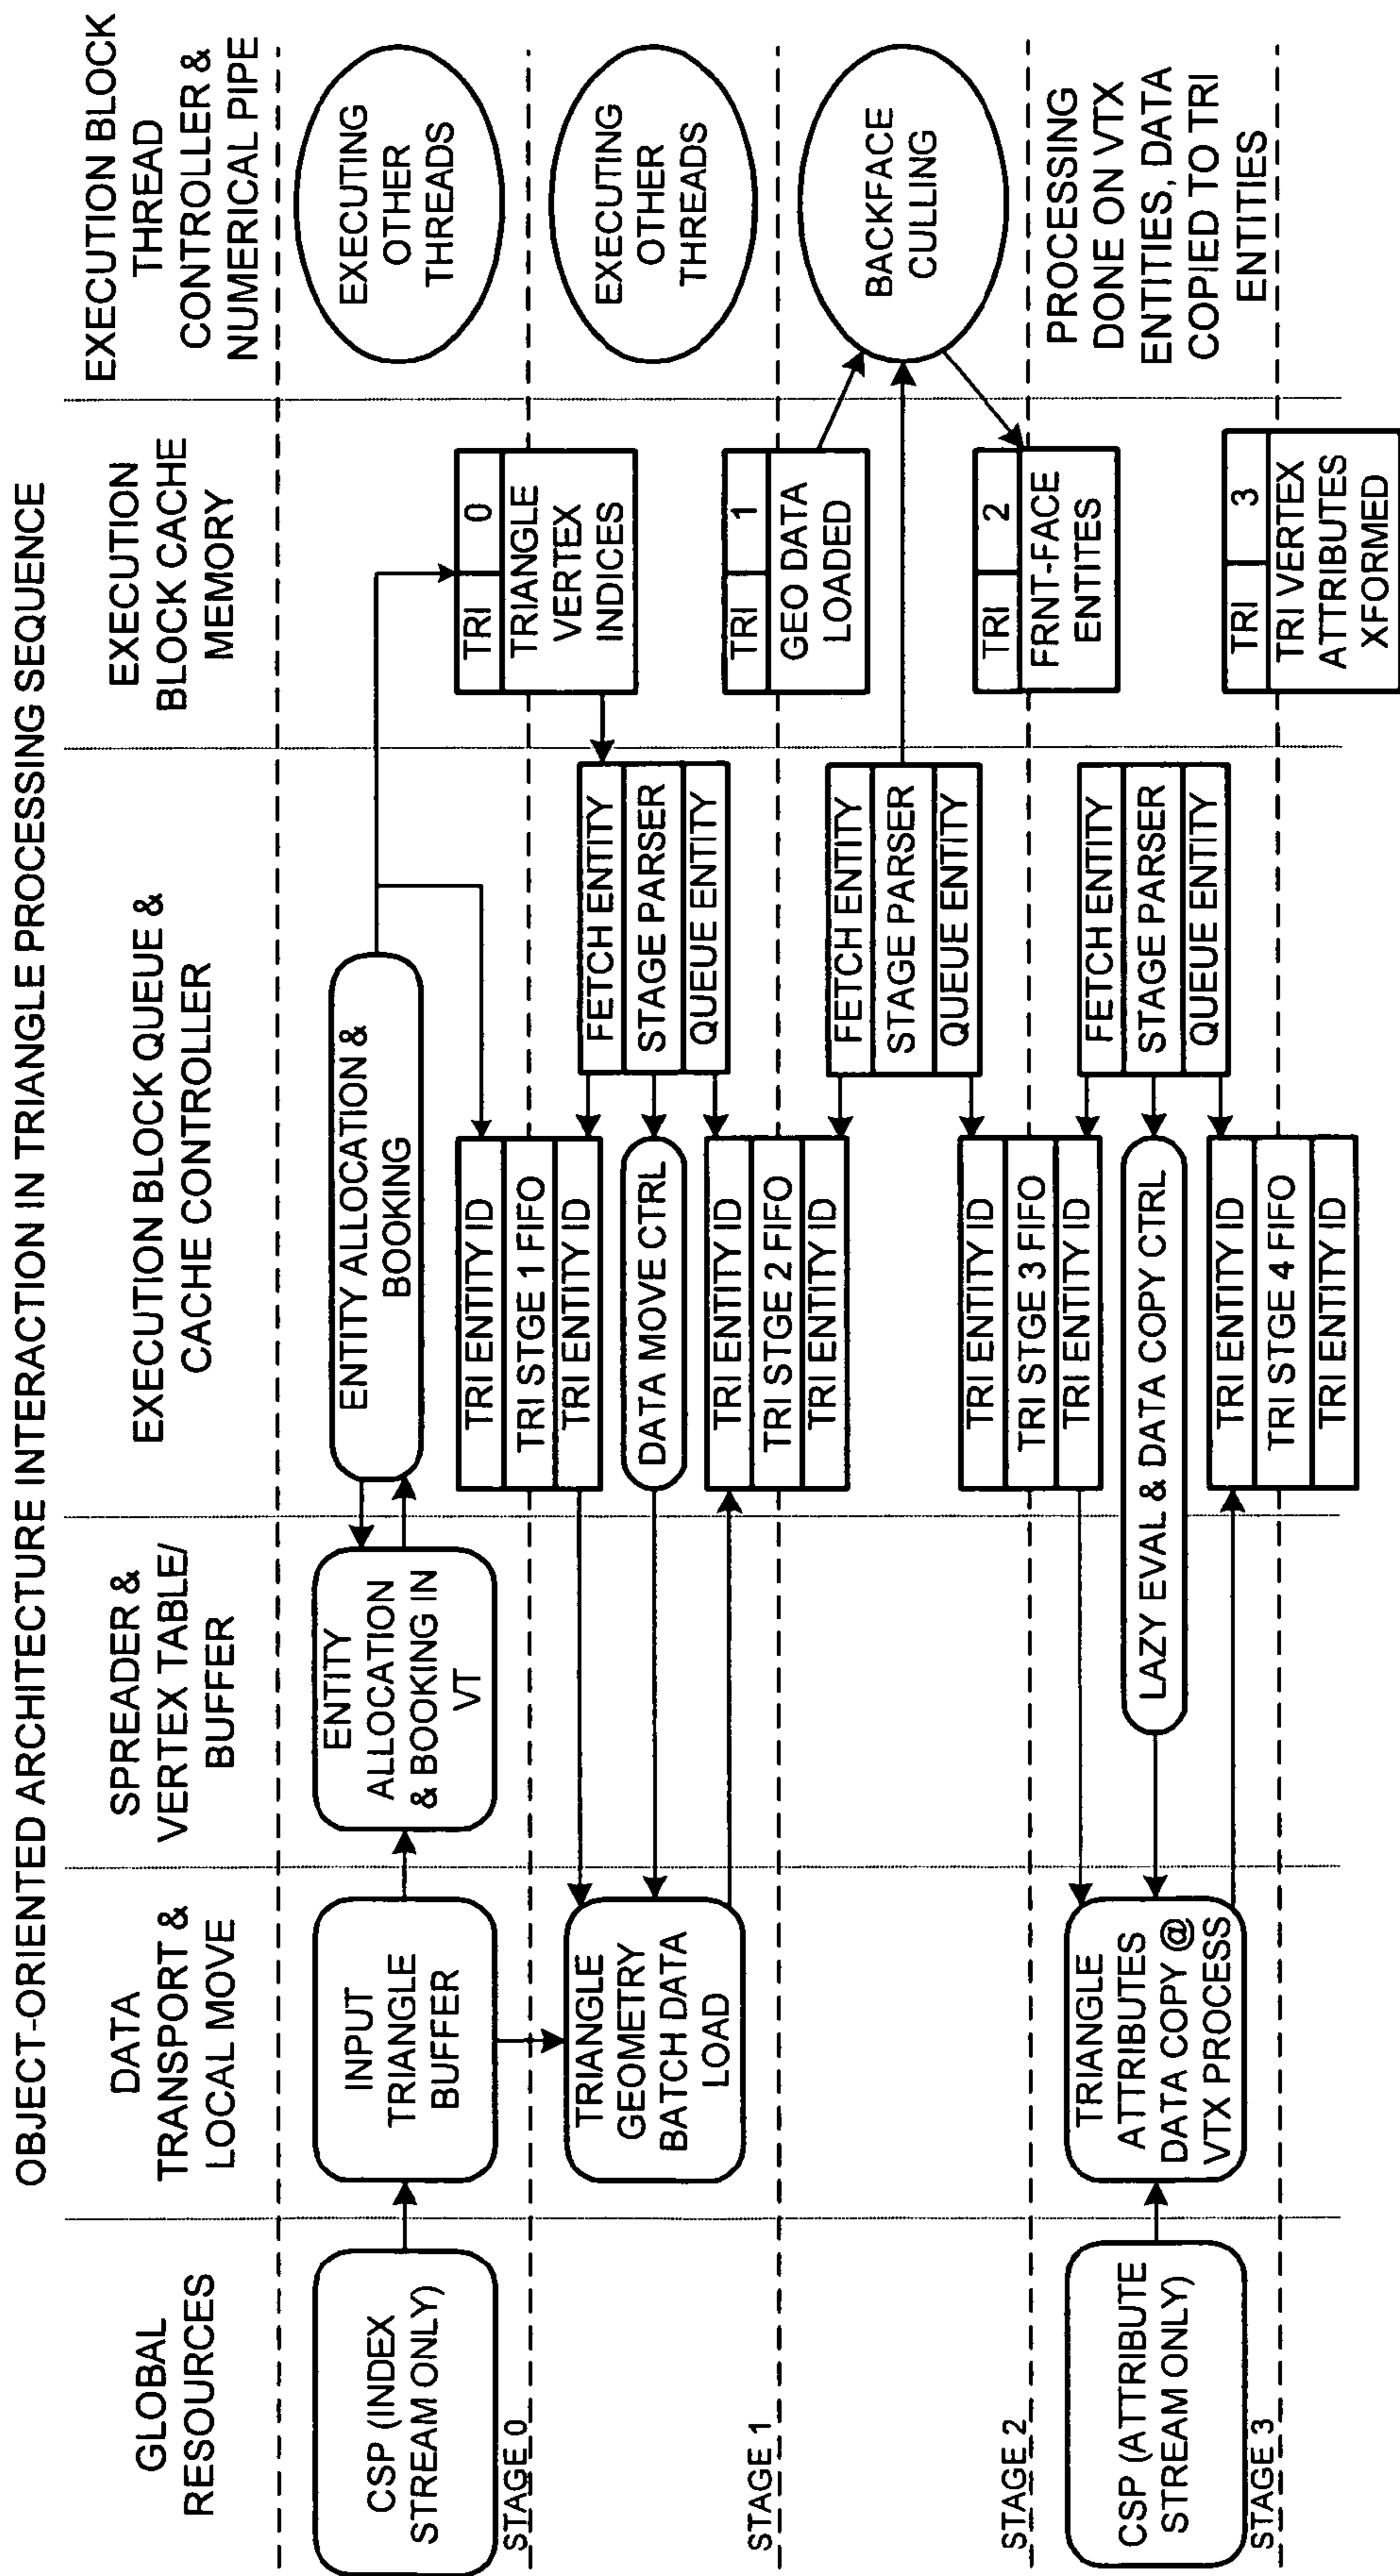 OBJECT-ORIENTED ARCHITECTURE INTERACTION IN TRIANGLE PROCESSING SEQUENCE
GLOBAL
RESOURCES
DATA
TRANSPORT &
LOCAL MOVE
SPREADER &
VERTEX TABLE/
BUFFER
EXECUTION BLOCK QUEUE &
CACHE CONTROLLER
EXECUTION
BLOCK CACHE
MEMORY
EXECUTION BLOCK
THREAD
CONTROLLER &
NUMERICAL PIPE
CSP (INDEX
STREAM ONLY)
INPUT
TRIANGLE
BUFFER
ENTITY
ALLOCATION
& BOOKING IN
VT
ENTITY ALLOCATION &
BOOKING
EXECUTING
OTHER
THREADS
STAGE 0
TRI ENTITY ID
TRI STGE 1 FIFO
TRI ENTITY ID
TRI 0
TRIANGLE
VERTEX
INDICES
TRIANGLE
GEOMETRY
BATCH DATA
LOAD
DATA MOVE CTRL
FETCH ENTITY
STAGE PARSER
QUEUE ENTITY
EXECUTING
OTHER
THREADS
STAGE 1
TRI ENTITY ID
TRI STGE 2 FIFO
TRI ENTITY ID
TRI 1
GEO DATA
LOADED
FETCH ENTITY
STAGE PARSER
QUEUE ENTITY
BACKFACE
CULLING
STAGE 2
TRI ENTITY ID
TRI STGE 3 FIFO
TRI ENTITY ID
TRI 2
FRNT-FACE
ENTITES
CSP (ATTRIBUTE
STREAM ONLY)
TRIANGLE
ATTRIBUTES
DATA COPY @
VTX PROCESS
LAZY EVAL & DATA COPY CTRL
FETCH ENTITY
STAGE PARSER
QUEUE ENTITY
PROCESSING
DONE ON VTX
ENTITIES, DATA
COPIED TO TRI
ENTITIES
STAGE 3
TRI ENTITY ID
TRI STGE 4 FIFO
TRI ENTITY ID
TRI 3
TRI VERTEX
ATTRIBUTES
XFORMED